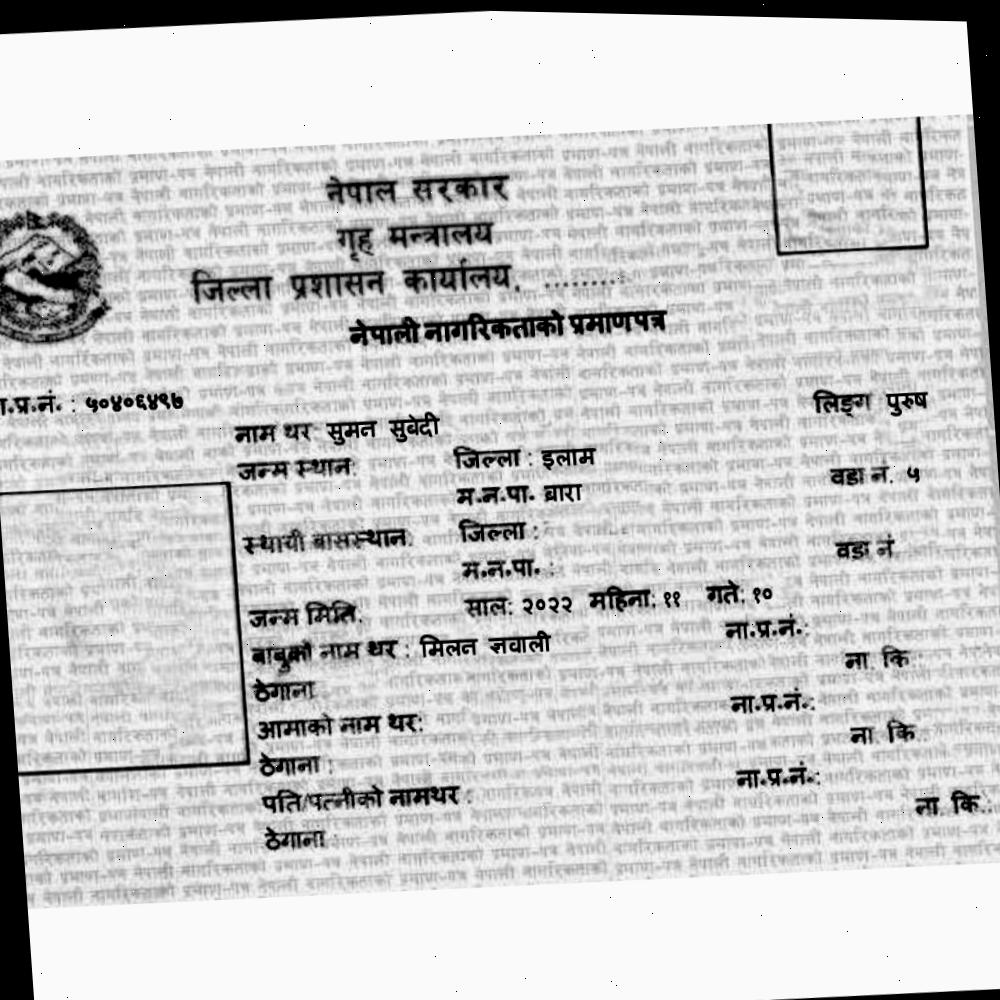 नेपाल सरकार
गृह मन्त्रालय
जिल्ला प्रशासन कार्यालय, .........
नेपाली नागरिकताको प्रमाणपत्र
ना.प्र.नं. : ५०४०६४९७
लिङ्ग पुरुष
नाम थर सुमन सुवेदी
जन्म स्थान: जिल्ला : इलाम
म.न.पा. बारा वडा नं. ५
स्थायी बासस्थान: जिल्ला :
म.न.पा. : वडा नं
जन्म मिति: साल: २०२२ महिना: ११ गते: १०
बाबुको नाम थर : मिलन ज्ञवाली ना.प्र.नं.:
ठेगाना ना. कि.:
आमाको नाम थर: ना.प्र.नं.:
ठेगाना : ना. कि.:
पति/पत्नीको नामथर : ना.प्र.नं.:
ठेगाना : ना. कि.: